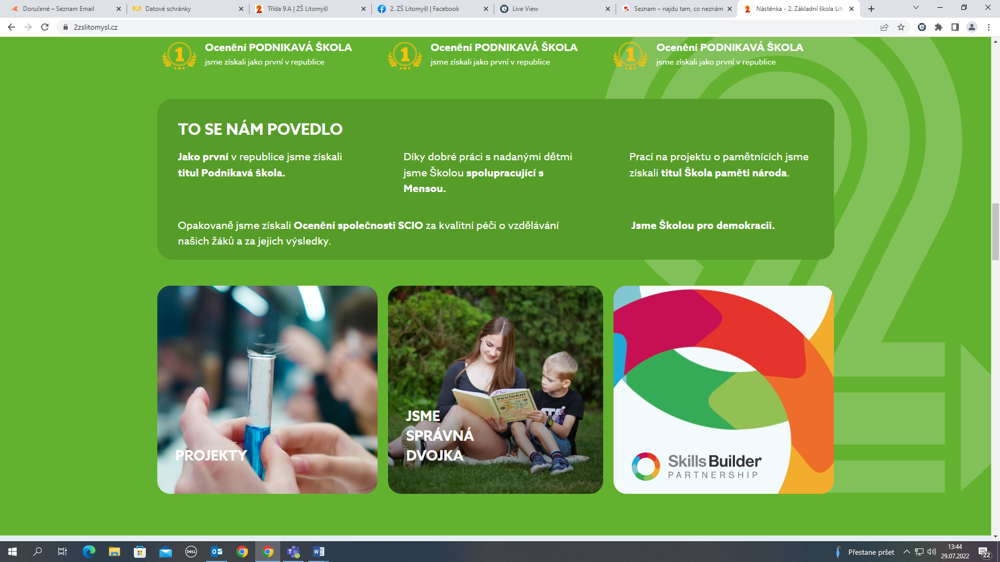 Doručené – Seznam Email
Datové schránky
Třída 9.A | ZŠ Litomyšl
2. ZŠ Litomyšl | Facebook
Live View
Seznam – najdu tam, co neznám
Nástěnka - 2. Základní škola Lito
2zslitomysl.cz
1 Ocenění PODNIKAVÁ ŠKOLA
jsme získali jako první v republice
1 Ocenění PODNIKAVÁ ŠKOLA
jsme získali jako první v republice
1 Ocenění PODNIKAVÁ ŠKOLA
jsme získali jako první v republice
TO SE NÁM POVEDLO
Jako první v republice jsme získali
titul Podnikavá škola.
Díky dobré práci s nadanými dětmi
jsme Školou spolupracující s
Mensou.
Prací na projektu o pamětnících jsme
získali titul Škola paměti národa.
Opakovaně jsme získali Ocenění společnosti SCIO za kvalitní péči o vzdělávání
našich žáků a za jejich výsledky.
Jsme Školou pro demokracii.
PROJEKTY
POVÍDÁNÍ
JSME
SPRÁVNÁ
DVOJKA
Skills Builder
PARTNERSHIP
DELL
Přestane pršet
13:44
29.07.2022
22